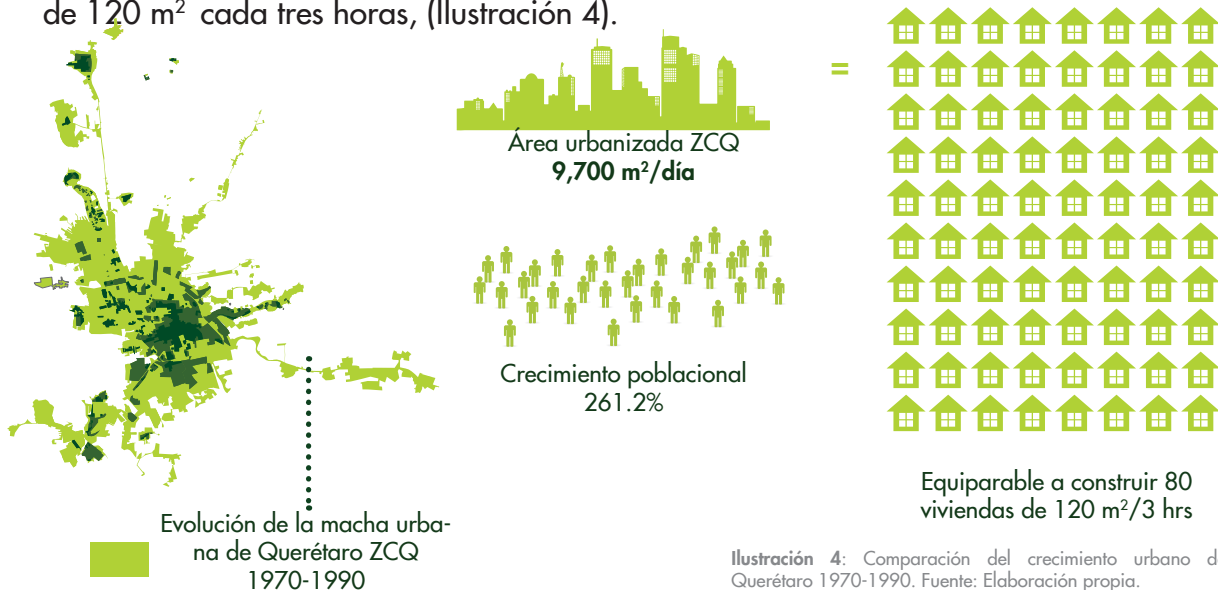 de 120 m² cada tres horas, (Ilustración 4).
=
Área urbanizada ZCQ
9,700 m²/día
Crecimiento poblacional
261.2%
Equiparable a construir 80
viviendas de 120 m²/3 hrs
Evolución de la macha urba-
na de Querétaro ZCQ
1970-1990
Ilustración 4: Comparación del crecimiento urbano d
Querétaro 1970-1990. Fuente: Elaboración propia.